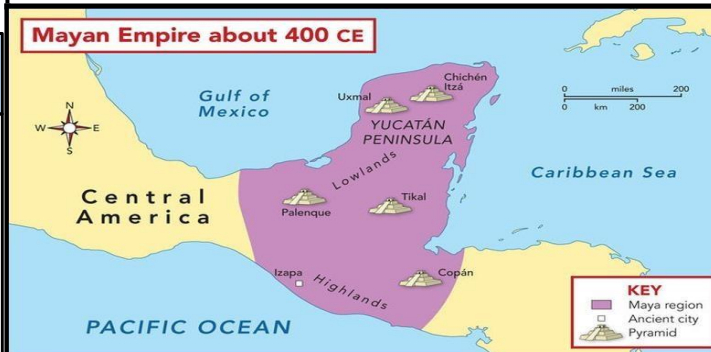 Mayan Empire about 400 CE
Chichén
Itzá
Uxmal
Gulf of
Mexico
0 miles 200
0 km 200
N
W E
S
YUCATÁN
PENINSULA
Lowlands
Caribbean Sea
Central
America
Palenque
Tikal
Izapa
Highlands
Copán
PACIFIC OCEAN
KEY
Maya region
Ancient city
Pyramid